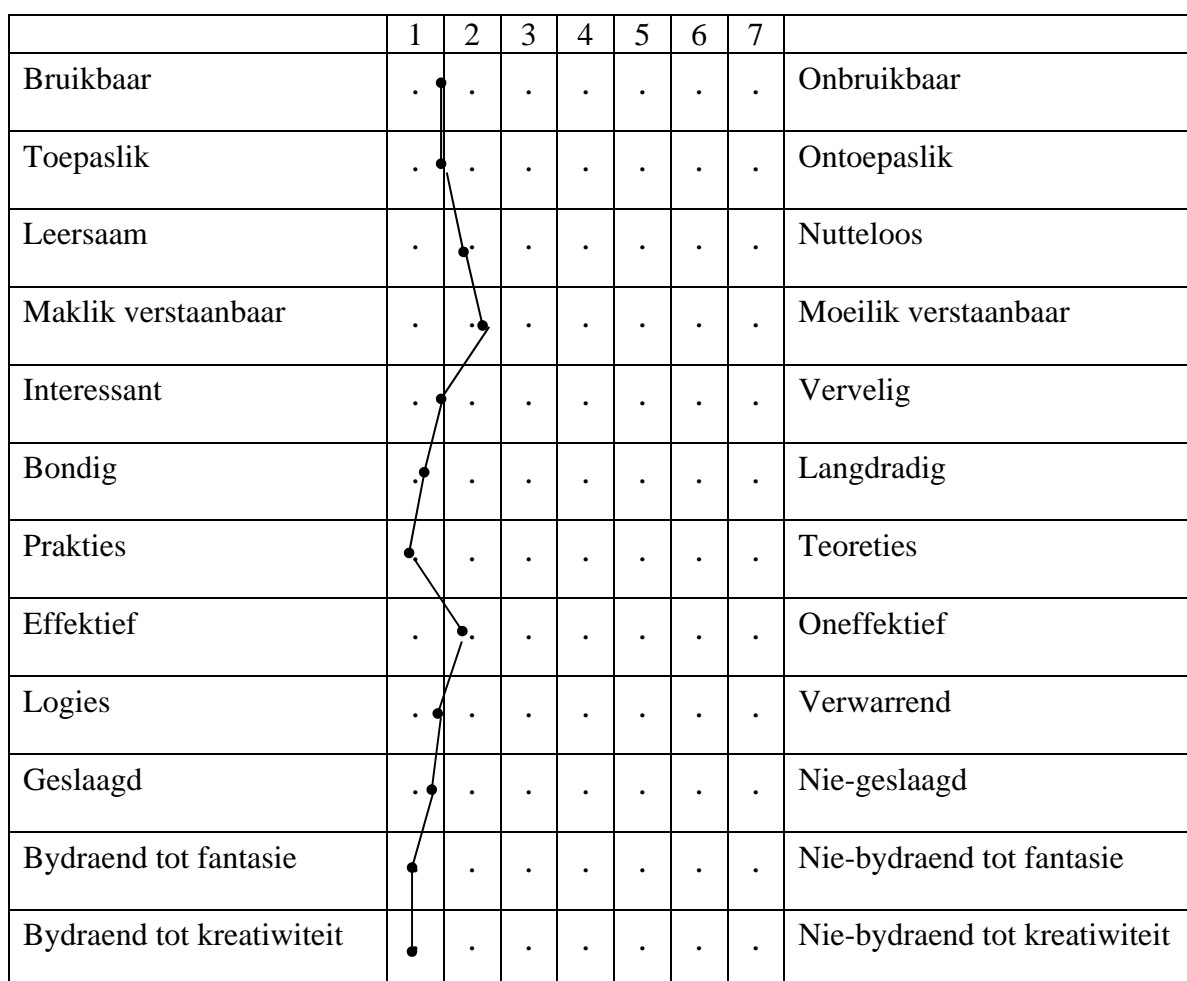 1 2 3 4 5 6 7
Bruikbaar . . . . . . . Onbruikbaar
Toepaslik . . . . . . . Ontoepaslik
Leersaam . . . . . . . Nutteloos
Maklik verstaanbaar . . . . . . . Moeilik verstaanbaar
Interessant . . . . . . . Vervelig
Bondig . . . . . . . Langdradig
Prakties . . . . . . . Teoreties
Effektief . . . . . . . Oneffektief
Logies . . . . . . . Verwarrend
Geslaagd . . . . . . . Nie-geslaagd
Bydraend tot fantasie . . . . . . . Nie-bydraend tot fantasie
Bydraend tot kreatiwiteit . . . . . . . Nie-bydraend tot kreatiwiteit